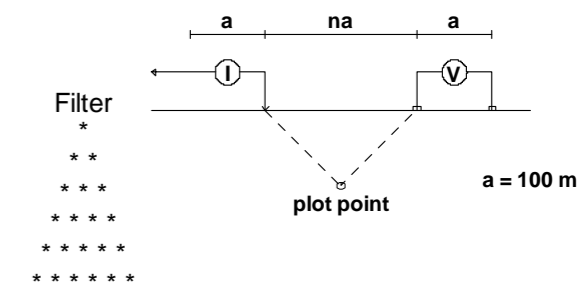 a na a
I V
Filter
*
* *
* * *
* * * *
* * * * *
* * * * * *
a = 100 m
plot point